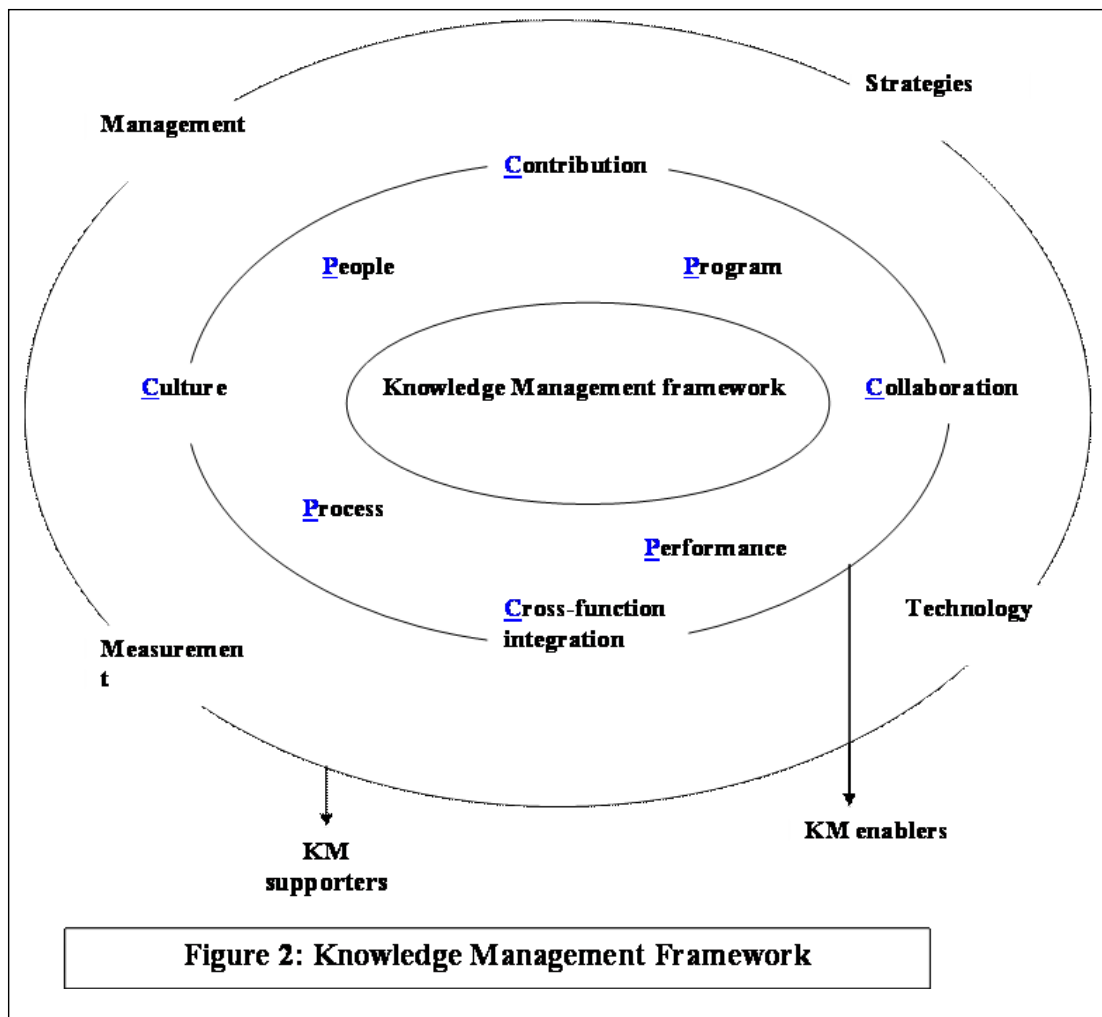 Strategies
Management
Contribution
People
Program
Culture
Knowledge Management framework
Collaboration
Process
Performance
Cross-function
integration
Technology
Measuremen
t
KM enablers
KM
supporters
Figure 2: Knowledge Management Framework